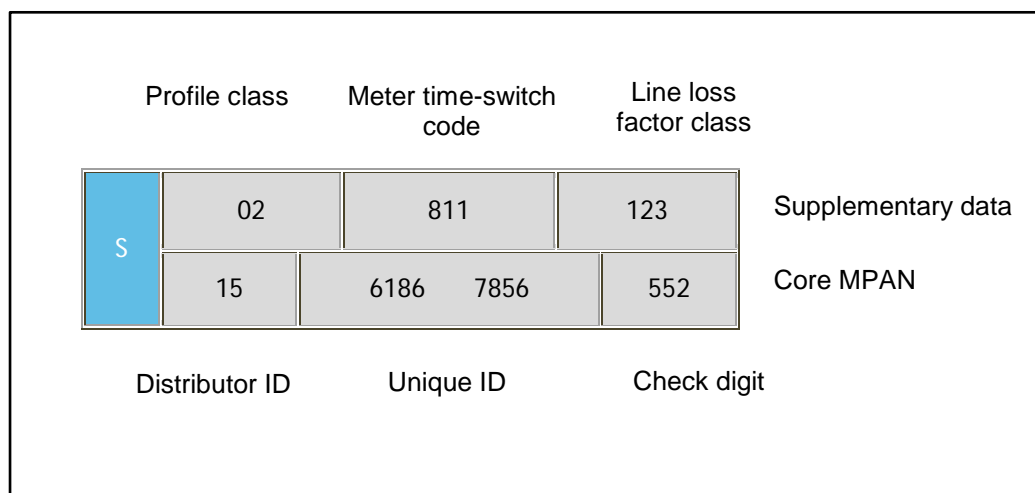 Profile class Meter time-switch code Line loss factor class
S 02 811 123 Supplementary data
15 6186 7856 552 Core MPAN
Distributor ID Unique ID Check digit